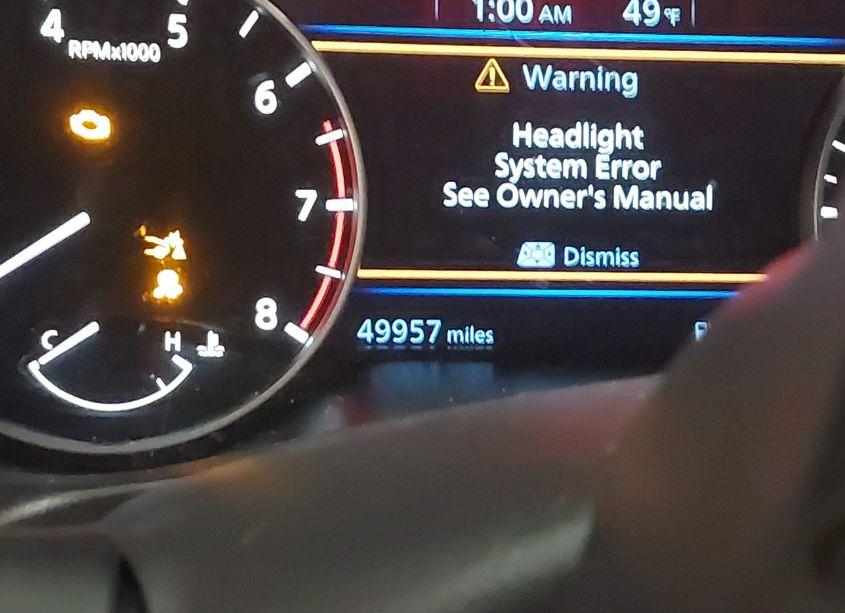 1:00 AM 49°F
4 5
RPMx1000
6
7
8
C H
Warning
Headlight
System Error
See Owner's Manual
Dismiss
49957 miles